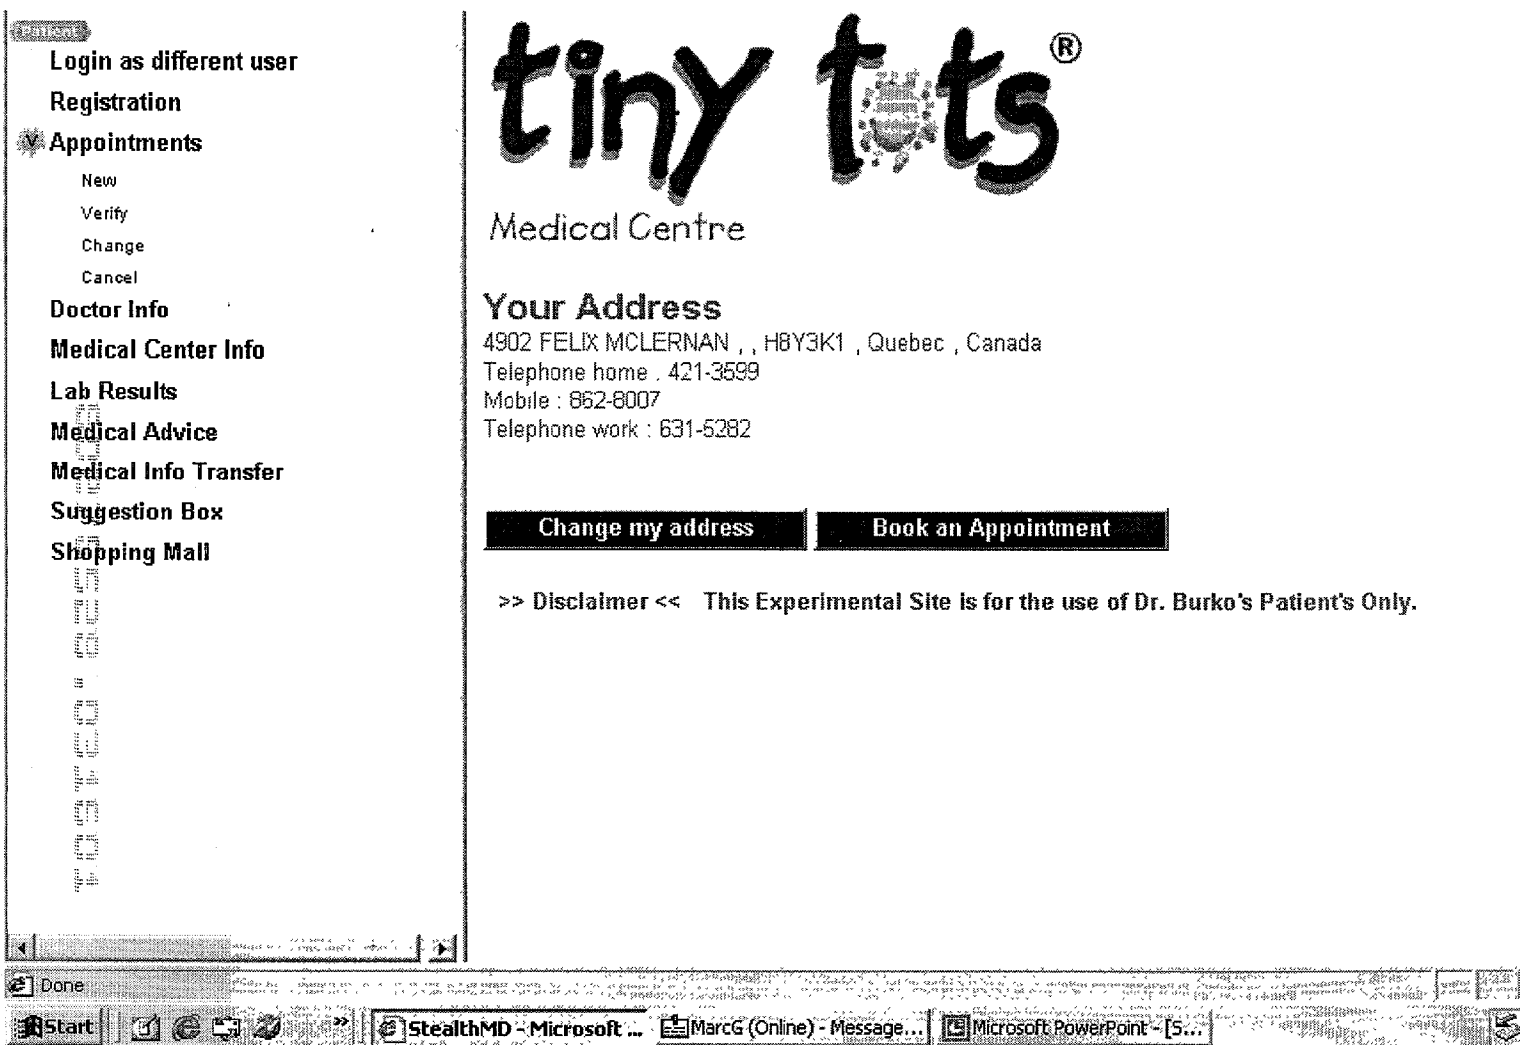 Patient
Login as different user
Registration
v Appointments
New
Verify
Change
Cancel
Doctor Info
Medical Center Info
Lab Results
Medical Advice
Medical Info Transfer
Suggestion Box
Shopping Mall
tiny tots ®
Medical Centre
Your Address
4902 FELIX MCLERNAN , , H8Y3K1 , Quebec , Canada
Telephone home . 421-3599
Mobile : 862-8007
Telephone work : 631-5282
Change my address
Book an Appointment
>> Disclaimer << This Experimental Site is for the use of Dr. Burko's Patient's Only.
Done
Start
»
StealthMD - Microsoft ...
MarcG (Online) - Message...
Microsoft PowerPoint - [S...